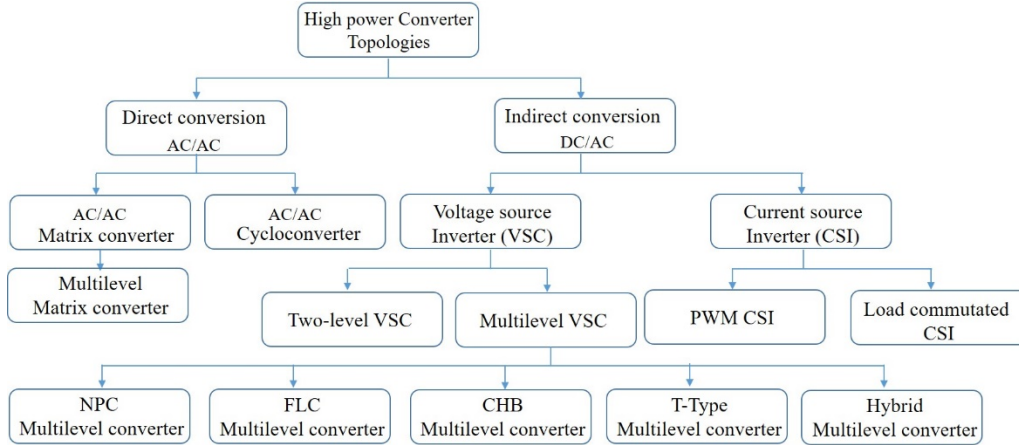 High power Converter
Topologies
Direct conversion
AC/AC
Indirect conversion
DC/AC
AC/AC
Matrix converter
AC/AC
Cycloconverter
Voltage source
Inverter (VSC)
Current source
Inverter (CSI)
Multilevel
Matrix converter
Two-level VSC
Multilevel VSC
PWM CSI
Load commutated
CSI
NPC
Multilevel converter
FLC
Multilevel converter
CHB
Multilevel converter
T-Type
Multilevel converter
Hybrid
Multilevel converter